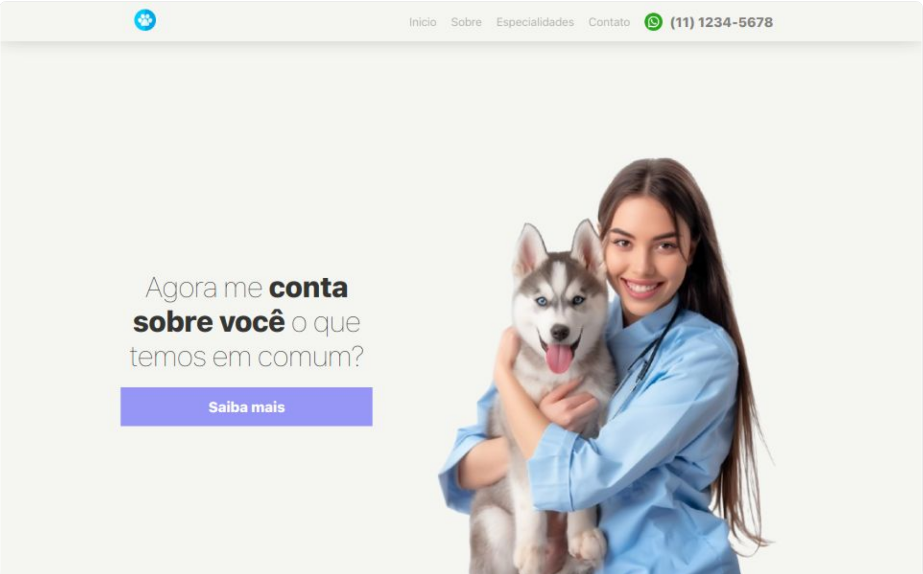 Inicio Sobre Especialidades Contato (11) 1234-5678
Agora me conta
sobre você o que
temos em comum?
Saiba mais